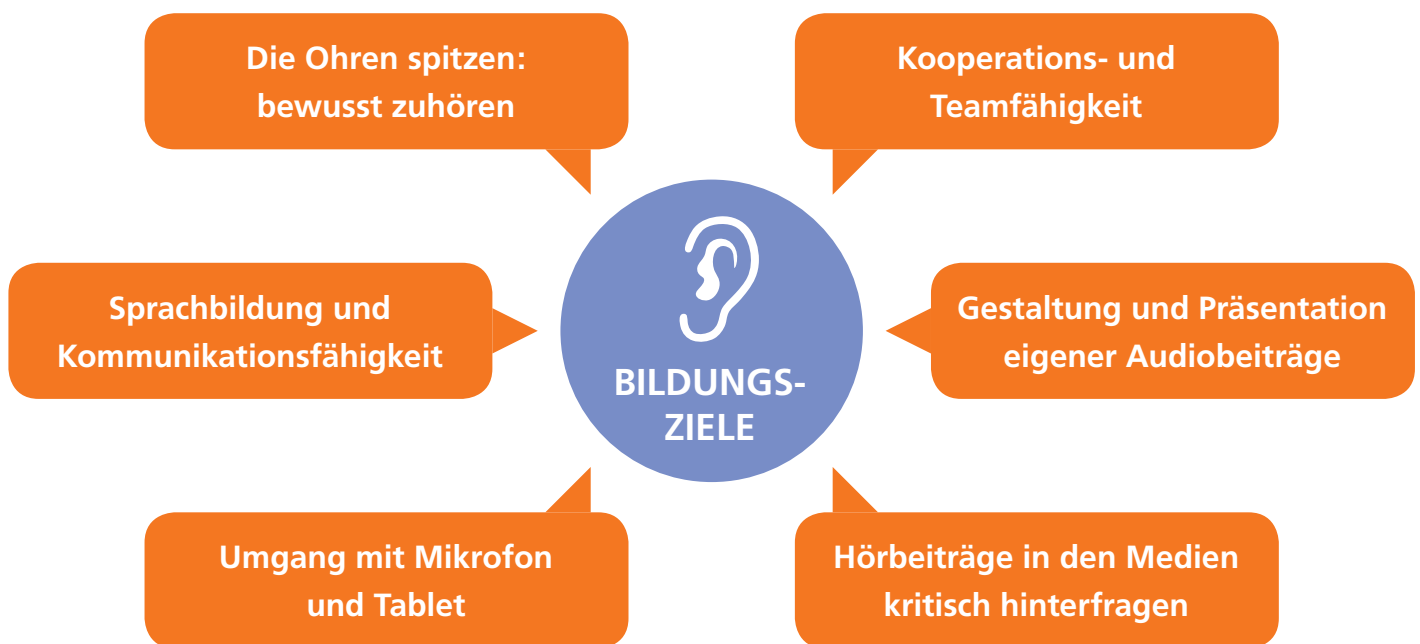 Die Ohren spitzen:
bewusst zuhören
Kooperations- und
Teamfähigkeit
Sprachbildung und
Kommunikationsfähigkeit
BILDUNGS-
ZIELE
Gestaltung und Präsentation
eigener Audiobeiträge
Umgang mit Mikrofon
und Tablet
Hörbeiträge in den Medien
kritisch hinterfragen